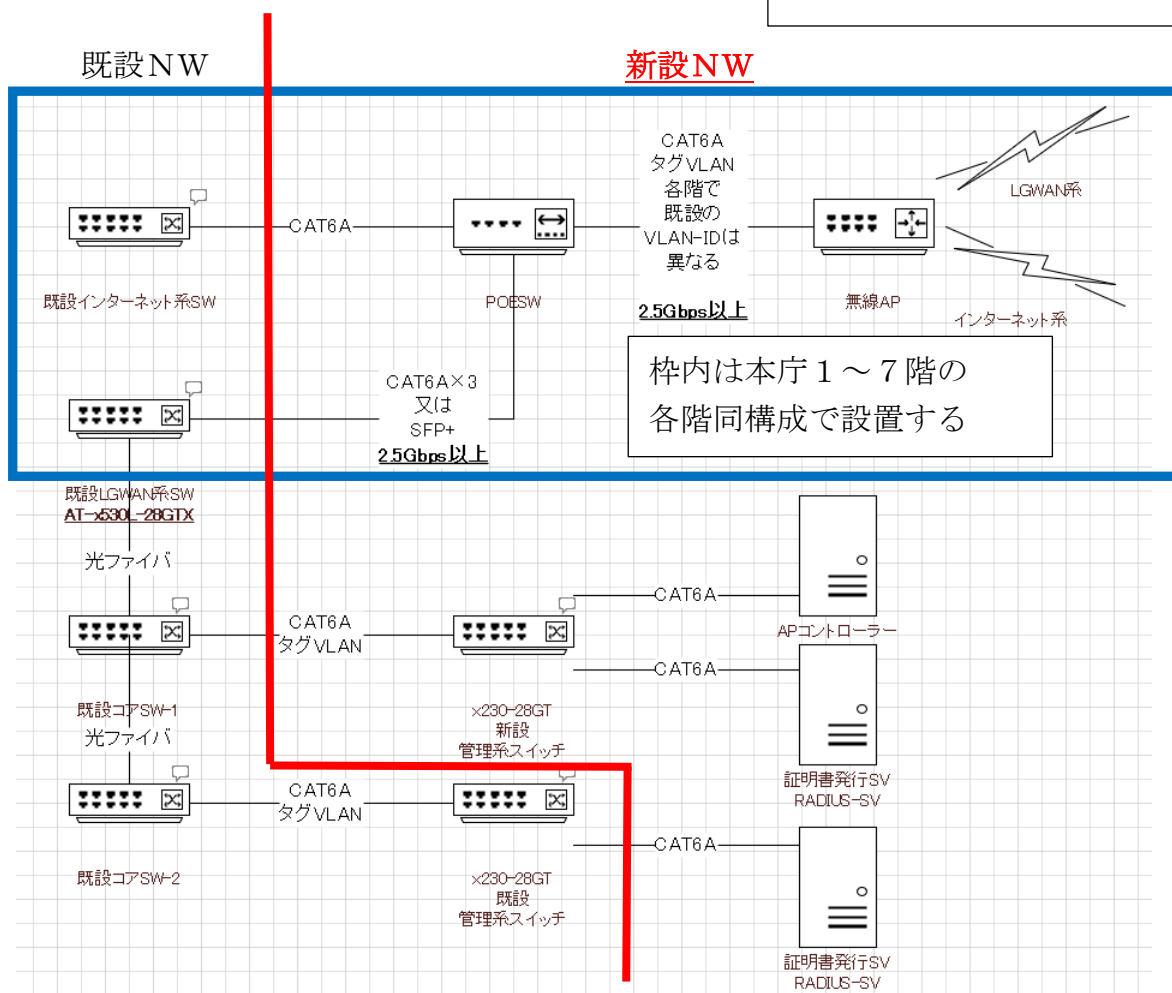 既設NW
新設NW
CAT6A
タグVLAN
各階で
既設の
VLAN-IDは
異なる
LGWAN系
CAT6A
既設インターネット系SW
POESW
2.5Gbps以上
無線AP
インターネット系
枠内は本庁１～７階の
各階同構成で設置する
CAT6A×3
又は
SFP+
2.5Gbps以上
既設LGWAN系SW
AT-x530L-28GTX
光ファイバ
CAT6A
タグVLAN
CAT6A
APコントローラー
CAT6A
既設コアSW-1
光ファイバ
x230-28GT
新設
管理系スイッチ
証明書発行SV
RADIUS-SV
CAT6A
タグVLAN
CAT6A
既設コアSW-2
x230-28GT
既設
管理系スイッチ
証明書発行SV
RADIUS-SV